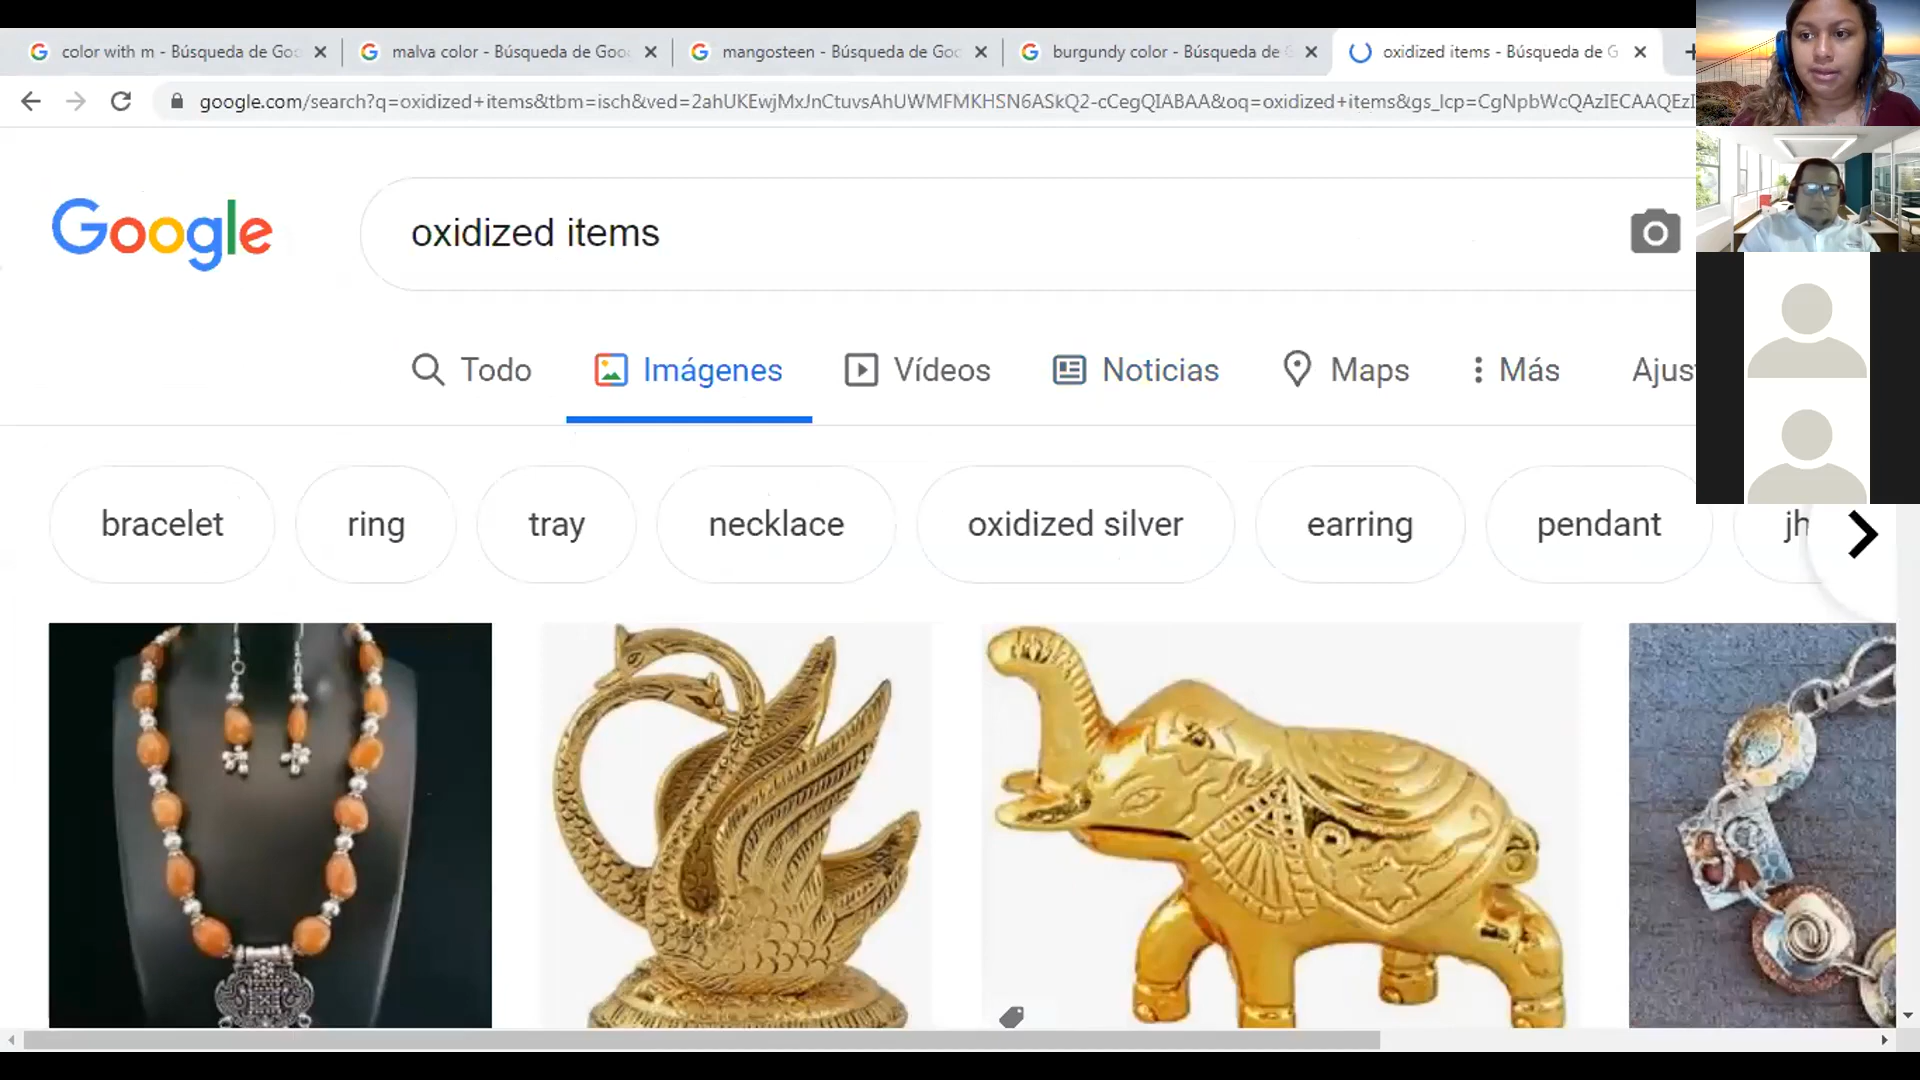 color with m - Búsqueda de Goo
malva color - Búsqueda de Goo
mangosteen - Búsqueda de Goo
burgundy color - Búsqueda de G
oxidized items - Búsqueda de G
google.com/search?q=oxidized+items&tbm=isch&ved=2ahUKEwjMxJnCtuvsAhUWMFMKHSN6ASkQ2-cCegQIABAA&oq=oxidized+items&gs_lcp=CgNpbWcQAzIECAAQEzI
Google
oxidized items
Todo
Imágenes
Vídeos
Noticias
Maps
Más
Ajus
bracelet
ring
tray
necklace
oxidized silver
earring
pendant
jh